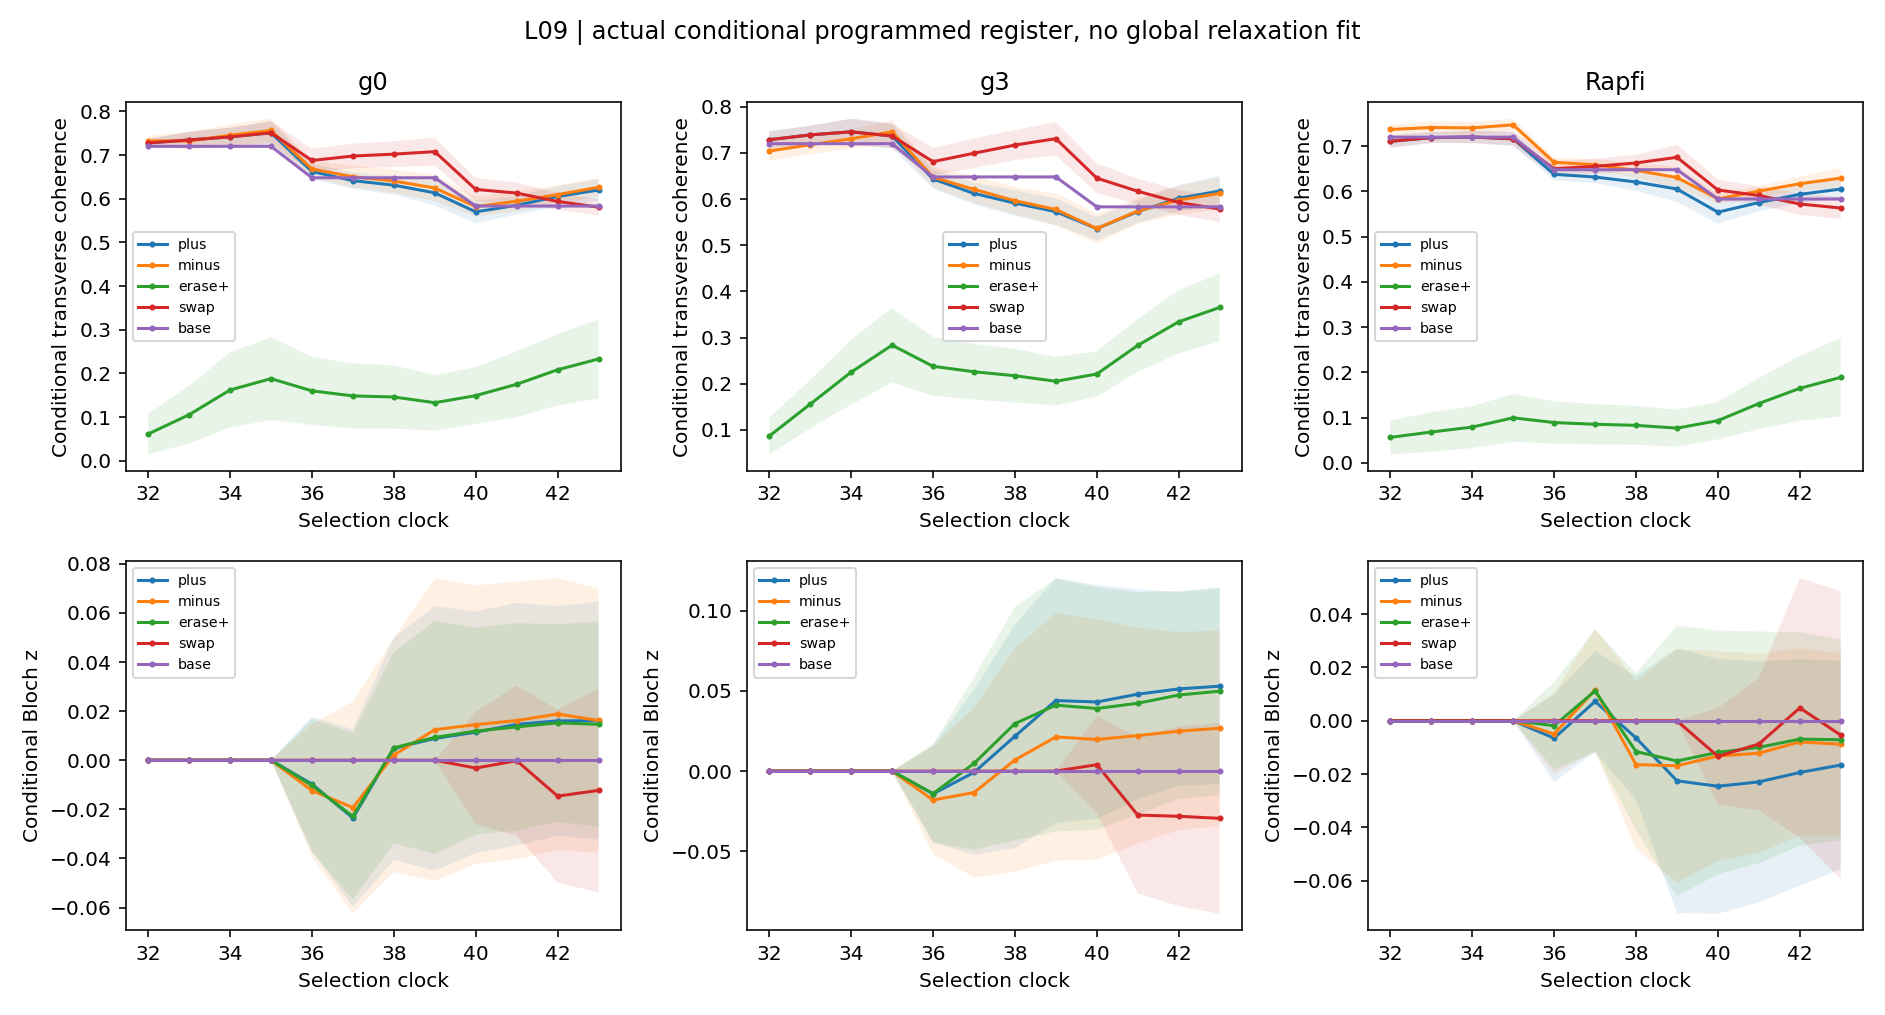 L09 | actual conditional programmed register, no global relaxation fit
g0
Conditional transverse coherence
0.8
0.7
0.6
0.5
0.4
0.3
0.2
0.1
0.0
plus
minus
erase+
swap
base
32 34 36 38 40 42
Selection clock
g3
Conditional transverse coherence
0.8
0.7
0.6
0.5
0.4
0.3
0.2
0.1
plus
minus
erase+
swap
base
32 34 36 38 40 42
Selection clock
Rapfi
Conditional transverse coherence
0.7
0.6
0.5
0.4
0.3
0.2
0.1
0.0
plus
minus
erase+
swap
base
32 34 36 38 40 42
Selection clock
Conditional Bloch z
0.08
0.06
0.04
0.02
0.00
−0.02
−0.04
−0.06
plus
minus
erase+
swap
base
32 34 36 38 40 42
Selection clock
Conditional Bloch z
0.10
0.05
0.00
−0.05
plus
minus
erase+
swap
base
32 34 36 38 40 42
Selection clock
Conditional Bloch z
0.04
0.02
0.00
−0.02
−0.04
−0.06
plus
minus
erase+
swap
base
32 34 36 38 40 42
Selection clock